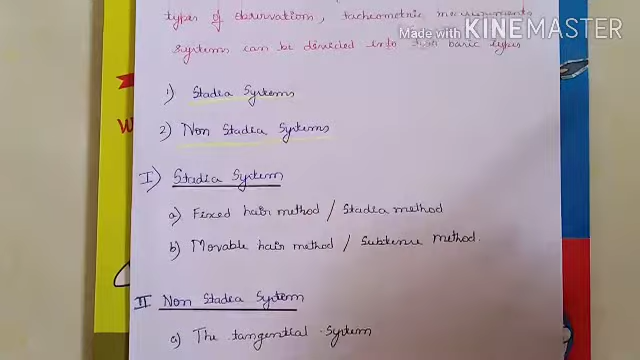 types of observations, tacheometric measurements
systems can be divided into two basic types
Made with KINEMASTER
1) Stadia Systems
2) Non Stadia Systems
I) Stadia System
a) Fixed hair method / Stadia method
b) Movable hair method / Subtense method.
II Non Stadia System
a) The tangential system